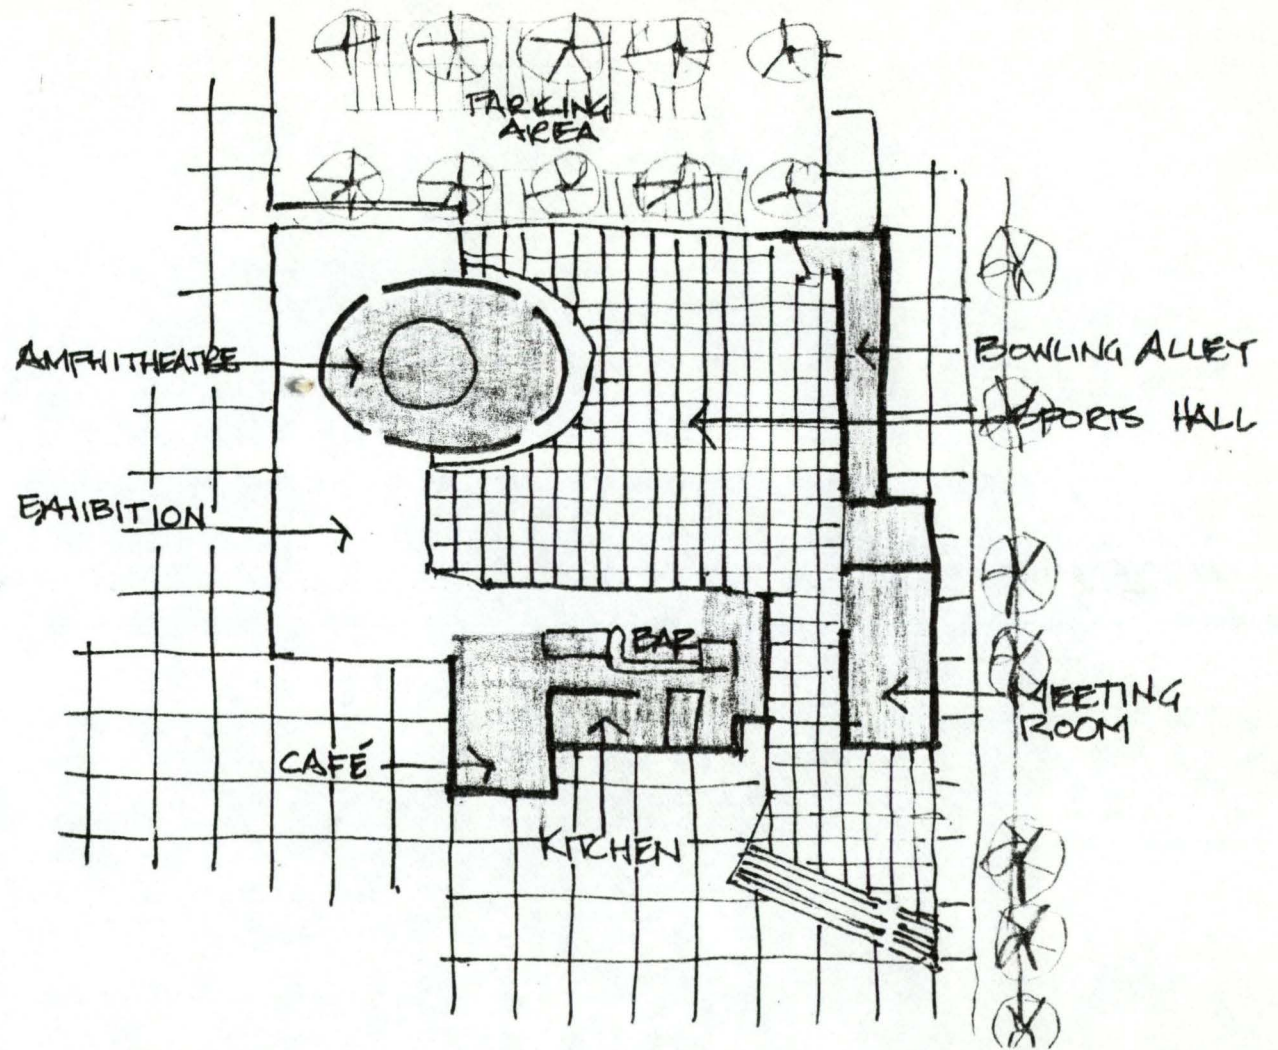 PARKING
AREA
AMPHITHEATRE
BOWLING ALLEY
SPORTS HALL
EXHIBITION
BAR
MEETING
ROOM
CAFÉ
KITCHEN